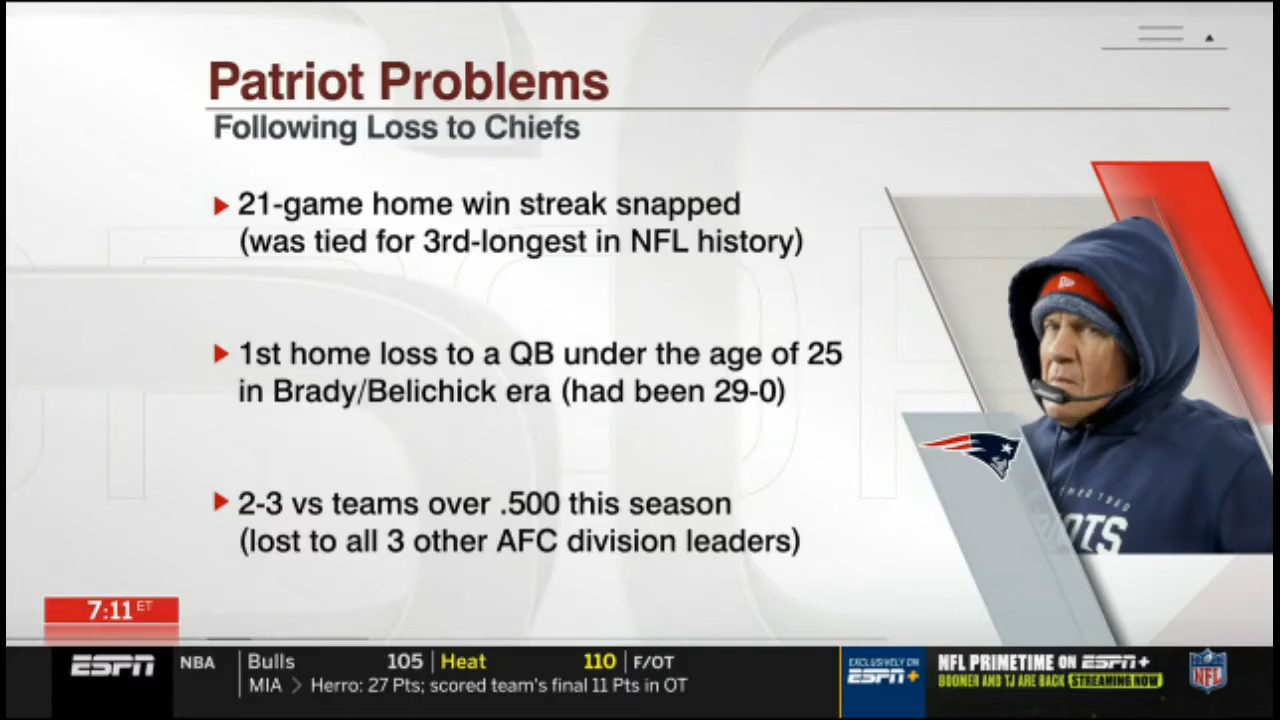 Patriot Problems
Following Loss to Chiefs
21-game home win streak snapped
(was tied for 3rd-longest in NFL history)
1st home loss to a QB under the age of 25
in Brady/Belichick era (had been 29-0)
2-3 vs teams over .500 this season
(lost to all 3 other AFC division leaders)
7:11 ET
ESPN NBA Bulls 105 Heat 110 F/OT
MIA > Herro: 27 Pts; scored team's final 11 Pts in OT
EXCLUSIVELY ON
ESPN+
NFL PRIMETIME ON ESPN+
BOOMER AND TJ ARE BACK STREAMING NOW
NFL